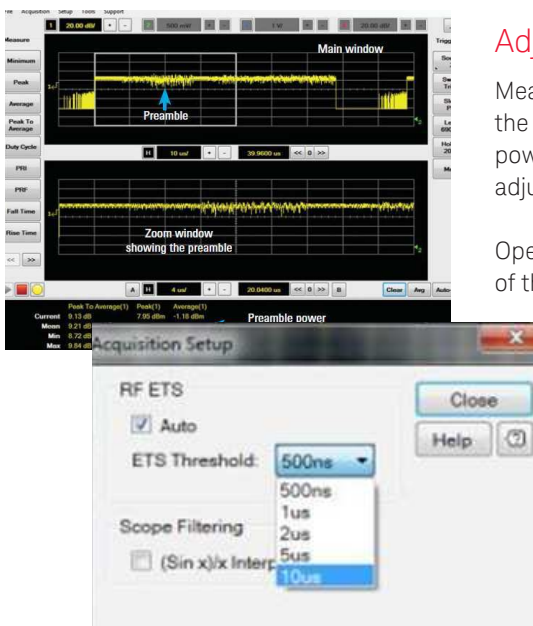 Acquisition Setup Tools Support
1 20.00 dB/ + - 500 mV 1 V 20.00 dB/
Measure
Minimum
Peak
Average
Peak To
Average
Duty Cycle
PRI
PRF
Fall Time
Rise Time
<< >>
Main window
Preamble
H 10 us/ + - 39.9600 us << 0 >>
Zoom window
showing the preamble
A H 4 us/ + - 20.0400 us << 0 >> B Clear Avg
Peak To Average(1) Peak(1) Average(1)
Current 9.13 dB 7.95 dBm -1.18 dBm
Mean 9.21 dB
Min 8.72 dB
Max 9.84 dB
Preamble power
Mea
the
pow
adju
Ope
of th
Acquisition Setup
RF ETS
Auto
ETS Threshold: 500ns
500ns
1us
2us
5us
10us
Scope Filtering
(Sin x)/x Interp
Close
Help